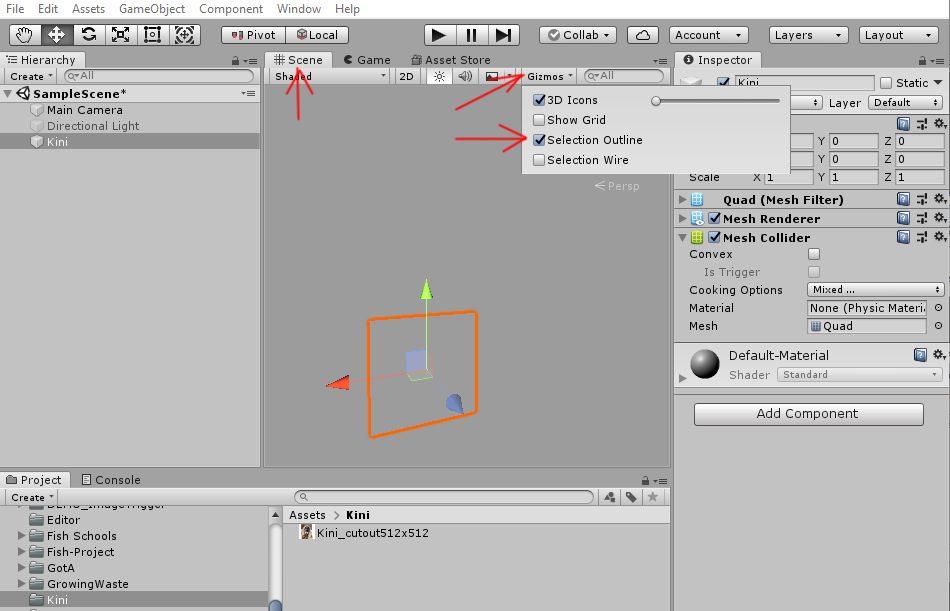 File Edit Assets GameObject Component Window Help
Pivot Local Collab Account Layers Layout
Hierarchy
Create All
SampleScene*
Main Camera
Directional Light
Kini
Scene Game Asset Store
Shaded 2D Gizmos All
3D Icons
Show Grid
Selection Outline
Selection Wire
Persp
Inspector
Kini Static
Layer Default
Y 0 Z 0
Y 0 Z 0
Scale X 1 Y 1 Z 1
Quad (Mesh Filter)
Mesh Renderer
Mesh Collider
Convex
Is Trigger
Cooking Options Mixed ...
Material None (Physic Materi
Mesh Quad
Default-Material
Shader Standard
Add Component
Project Console
Create
DEMO_ImageTrigger
Editor
Fish Schools
Fish-Project
GotA
GrowingWaste
Kini
Assets > Kini
Kini_cutout512x512